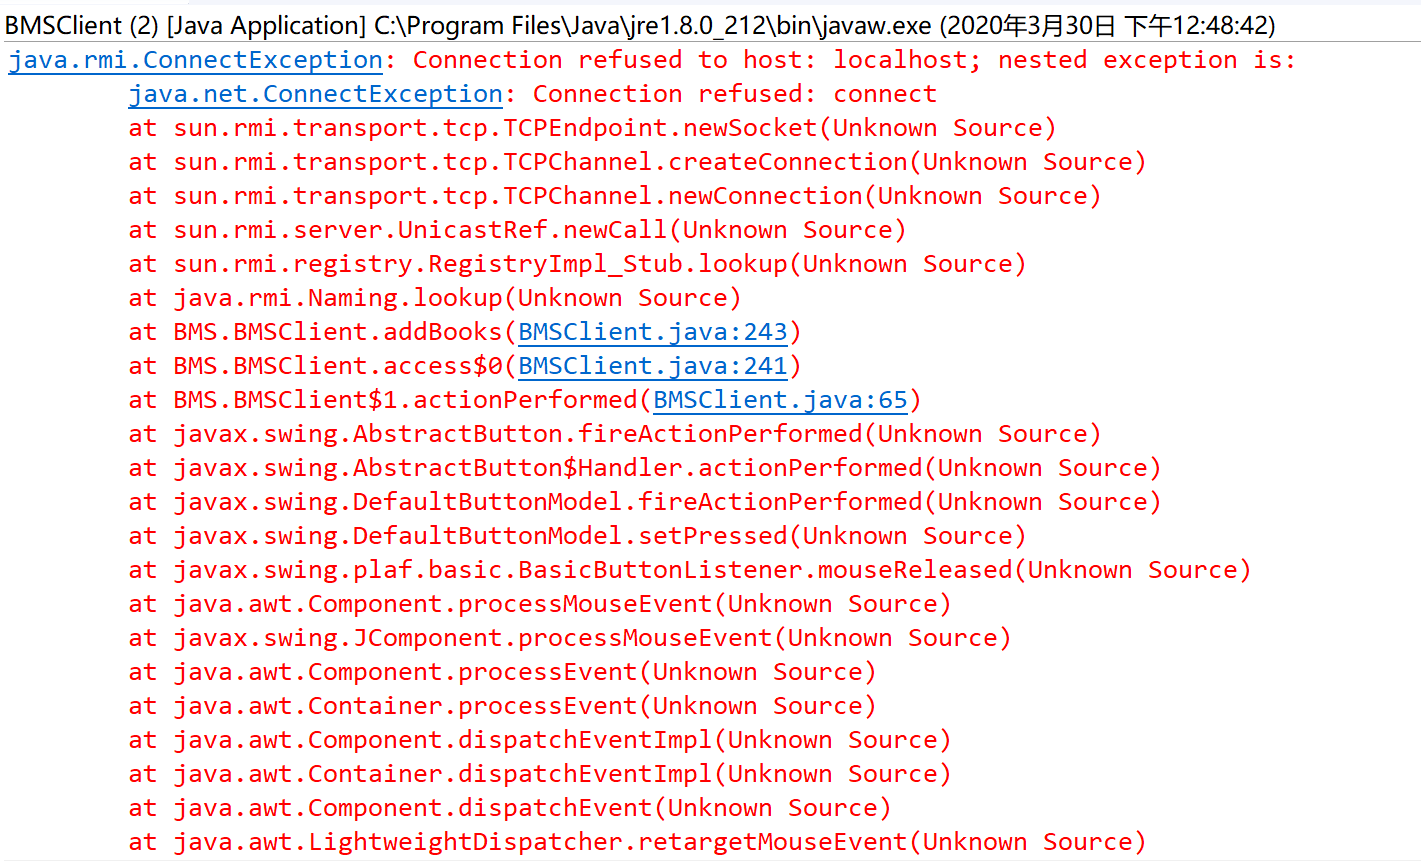 BMSClient (2) [Java Application] C:\Program Files\Java\jre1.8.0_212\bin\javaw.exe (2020年3月30日 下午12:48:42)
java.rmi.ConnectException: Connection refused to host: localhost; nested exception is:
java.net.ConnectException: Connection refused: connect
at sun.rmi.transport.tcp.TCPEndpoint.newSocket(Unknown Source)
at sun.rmi.transport.tcp.TCPChannel.createConnection(Unknown Source)
at sun.rmi.transport.tcp.TCPChannel.newConnection(Unknown Source)
at sun.rmi.server.UnicastRef.newCall(Unknown Source)
at sun.rmi.registry.RegistryImpl_Stub.lookup(Unknown Source)
at java.rmi.Naming.lookup(Unknown Source)
at BMS.BMSClient.addBooks(BMSClient.java:243)
at BMS.BMSClient.access$0(BMSClient.java:241)
at BMS.BMSClient$1.actionPerformed(BMSClient.java:65)
at javax.swing.AbstractButton.fireActionPerformed(Unknown Source)
at javax.swing.AbstractButton$Handler.actionPerformed(Unknown Source)
at javax.swing.DefaultButtonModel.fireActionPerformed(Unknown Source)
at javax.swing.DefaultButtonModel.setPressed(Unknown Source)
at javax.swing.plaf.basic.BasicButtonListener.mouseReleased(Unknown Source)
at java.awt.Component.processMouseEvent(Unknown Source)
at javax.swing.JComponent.processMouseEvent(Unknown Source)
at java.awt.Component.processEvent(Unknown Source)
at java.awt.Container.processEvent(Unknown Source)
at java.awt.Component.dispatchEventImpl(Unknown Source)
at java.awt.Container.dispatchEventImpl(Unknown Source)
at java.awt.Component.dispatchEvent(Unknown Source)
at java.awt.LightweightDispatcher.retargetMouseEvent(Unknown Source)